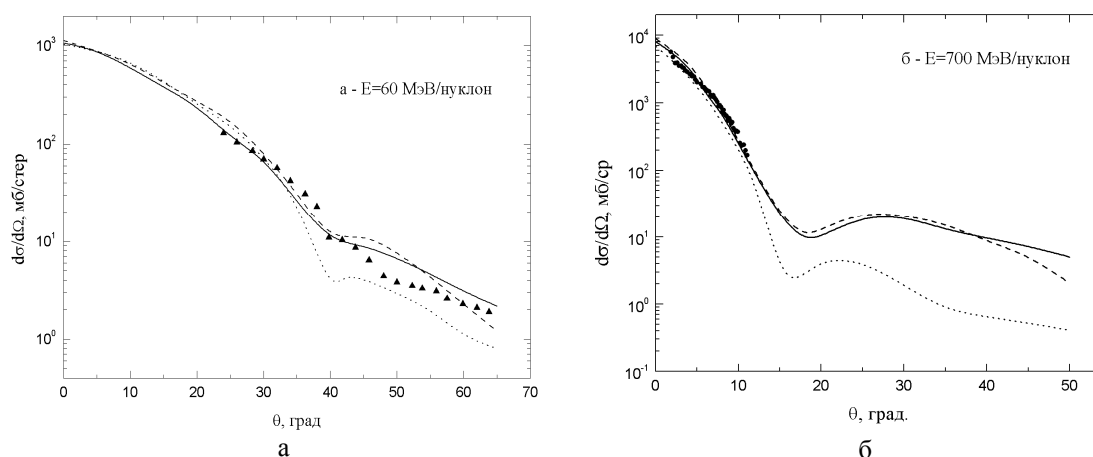 а - E=60 МэВ/нуклон
dσ/dΩ, мб/стер
10³
10²
10¹
10⁰
0 10 20 30 40 50 60 70
θ, град
а
б - E=700 МэВ/нуклон
dσ/dΩ, мб/ср
10⁴
10³
10²
10¹
10⁰
10⁻¹
0 10 20 30 40 50
θ, град.
б